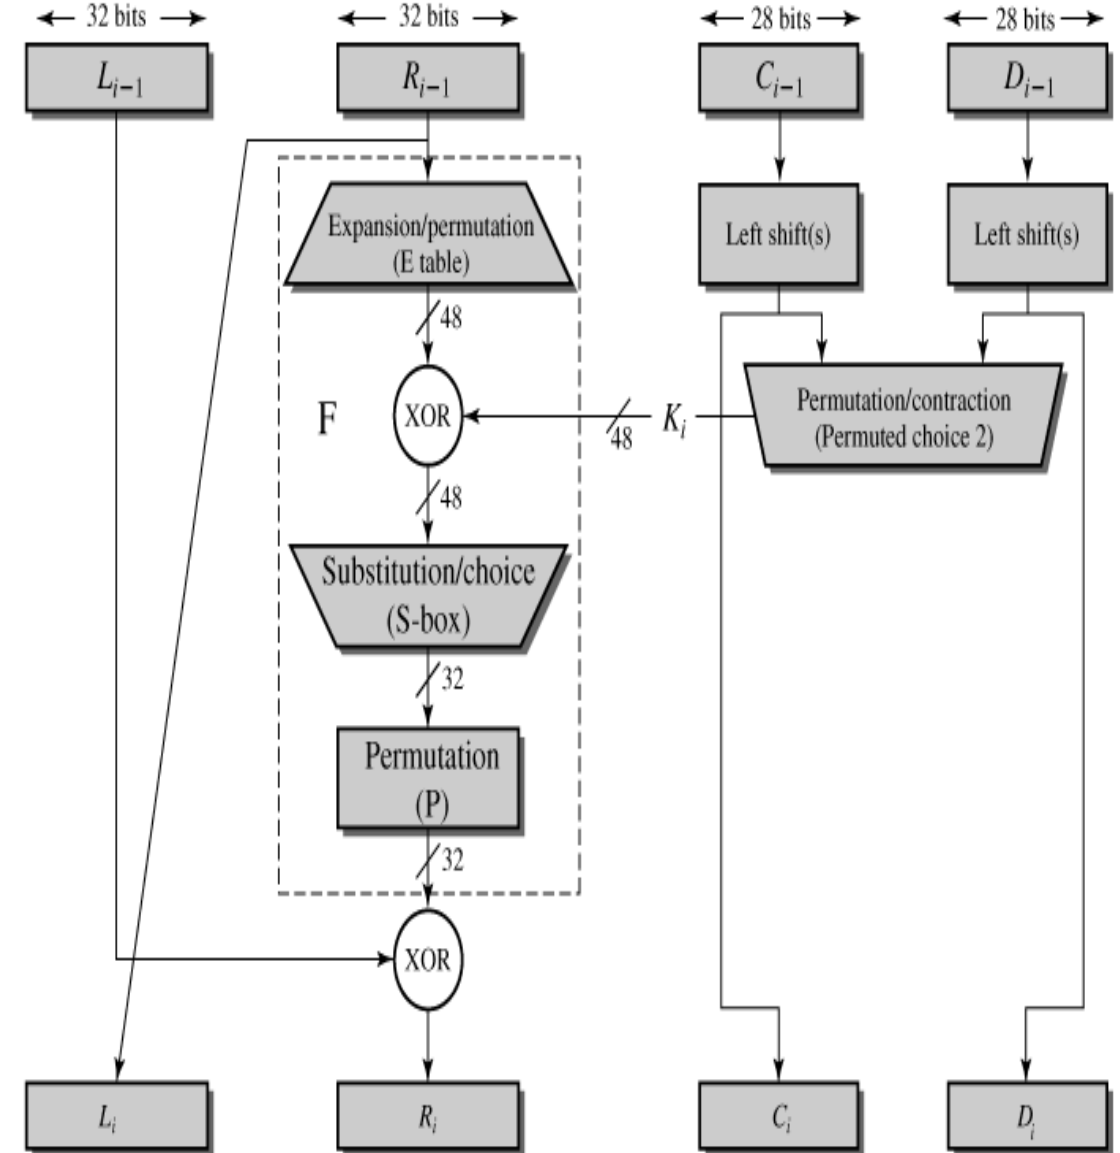 32 bits
32 bits
28 bits
28 bits
L_{i−1}
R_{i−1}
C_{i−1}
D_{i−1}
Expansion/permutation
(E table)
Left shift(s)
Left shift(s)
48
F
XOR
48
K_i
Permutation/contraction
(Permuted choice 2)
48
Substitution/choice
(S-box)
32
Permutation
(P)
32
XOR
L_i
R_i
C_i
D_i